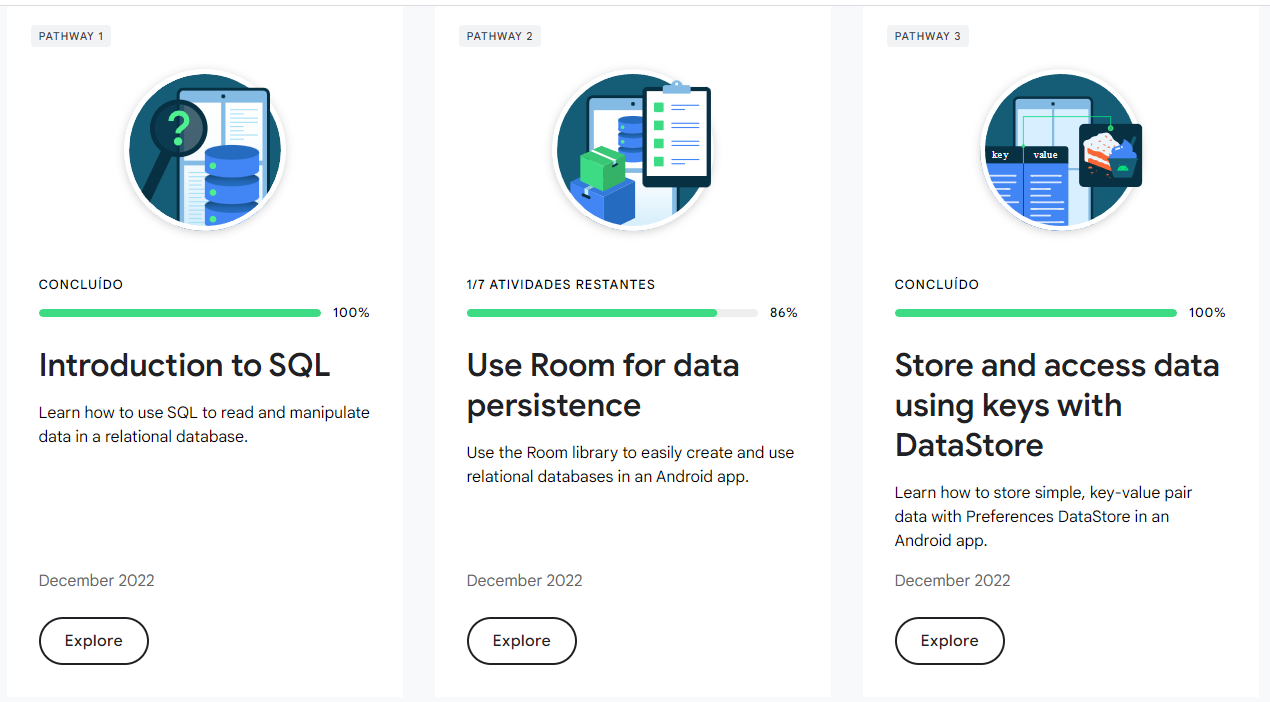 PATHWAY 1
?
CONCLUÍDO
100%
Introduction to SQL
Learn how to use SQL to read and manipulate
data in a relational database.
December 2022
Explore
PATHWAY 2
1/7 ATIVIDADES RESTANTES
86%
Use Room for data
persistence
Use the Room library to easily create and use
relational databases in an Android app.
December 2022
Explore
PATHWAY 3
key value
CONCLUÍDO
100%
Store and access data
using keys with
DataStore
Learn how to store simple, key-value pair
data with Preferences DataStore in an
Android app.
December 2022
Explore